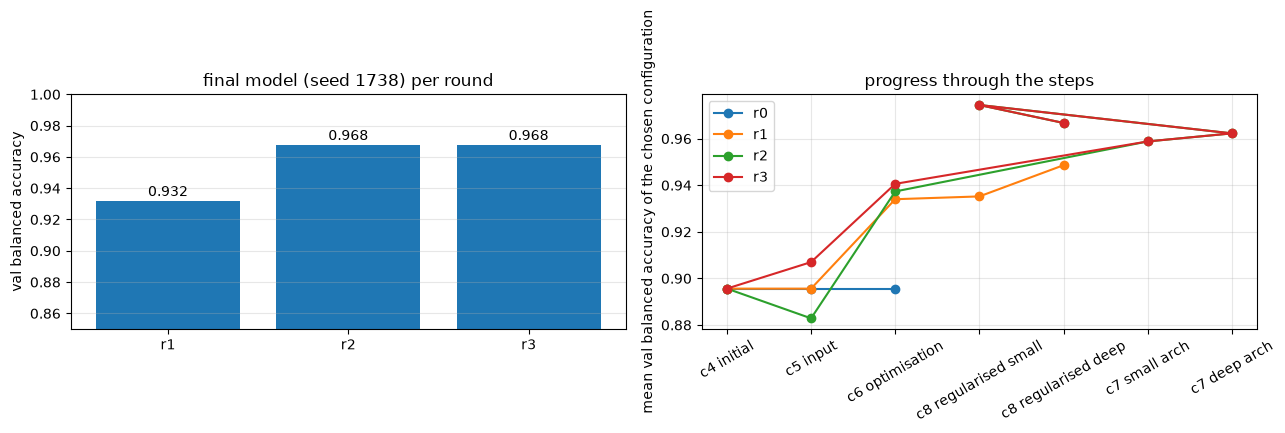 final model (seed 1738) per round
val balanced accuracy
1.00
0.98
0.96
0.94
0.92
0.90
0.88
0.86
0.932
0.968
0.968
r1
r2
r3
progress through the steps
mean val balanced accuracy of the chosen configuration
0.96
0.94
0.92
0.90
0.88
r0
r1
r2
r3
c4 initial
c5 input
c6 optimisation
c8 regularised small
c8 regularised deep
c7 small arch
c7 deep arch